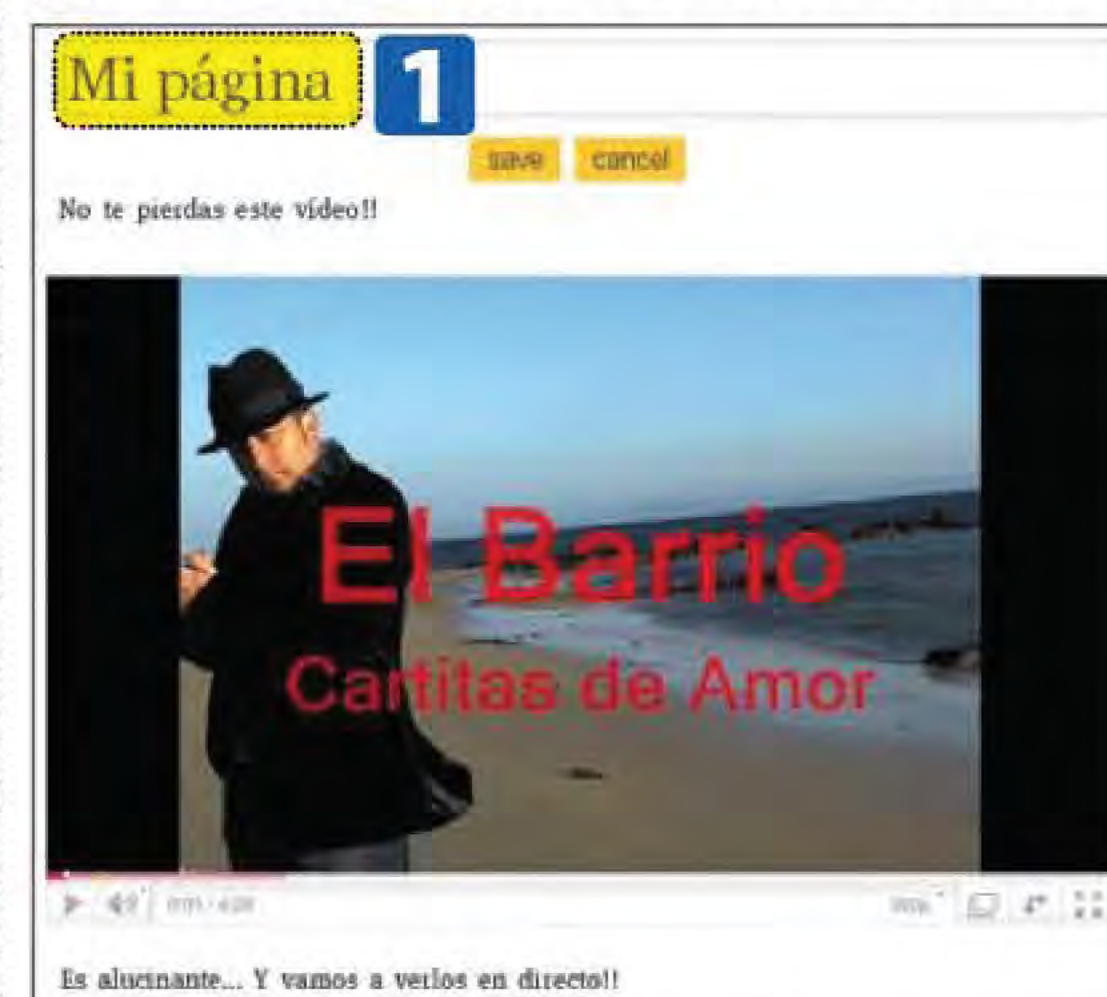 Mi página 1
save cancel
No te pierdas este vídeo!!
El Barrio
Cartitas de Amor
Es alucinante... Y vamos a verlos en directo!!